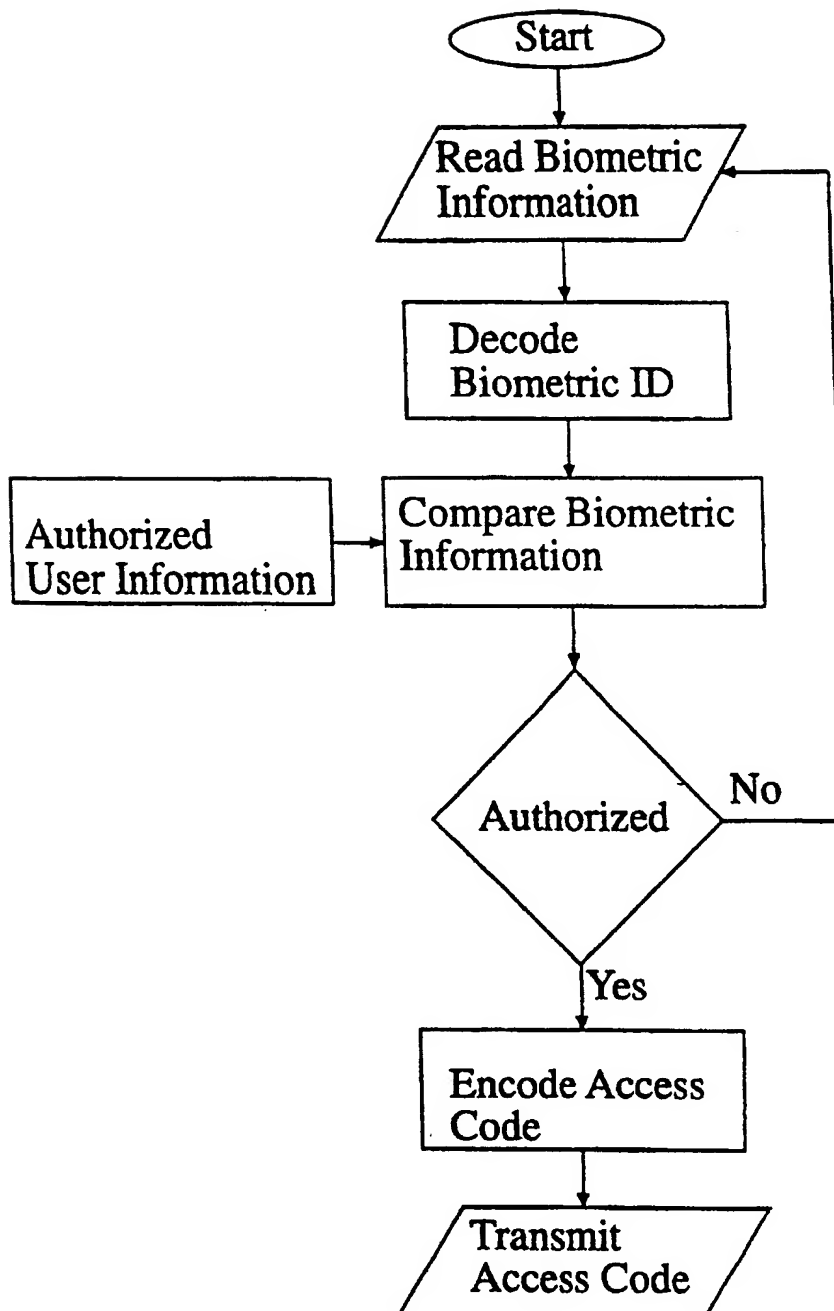 Start
Read Biometric
Information
Decode
Biometric ID
Authorized
User Information
Compare Biometric
Information
Authorized
No
Yes
Encode Access
Code
Transmit
Access Code